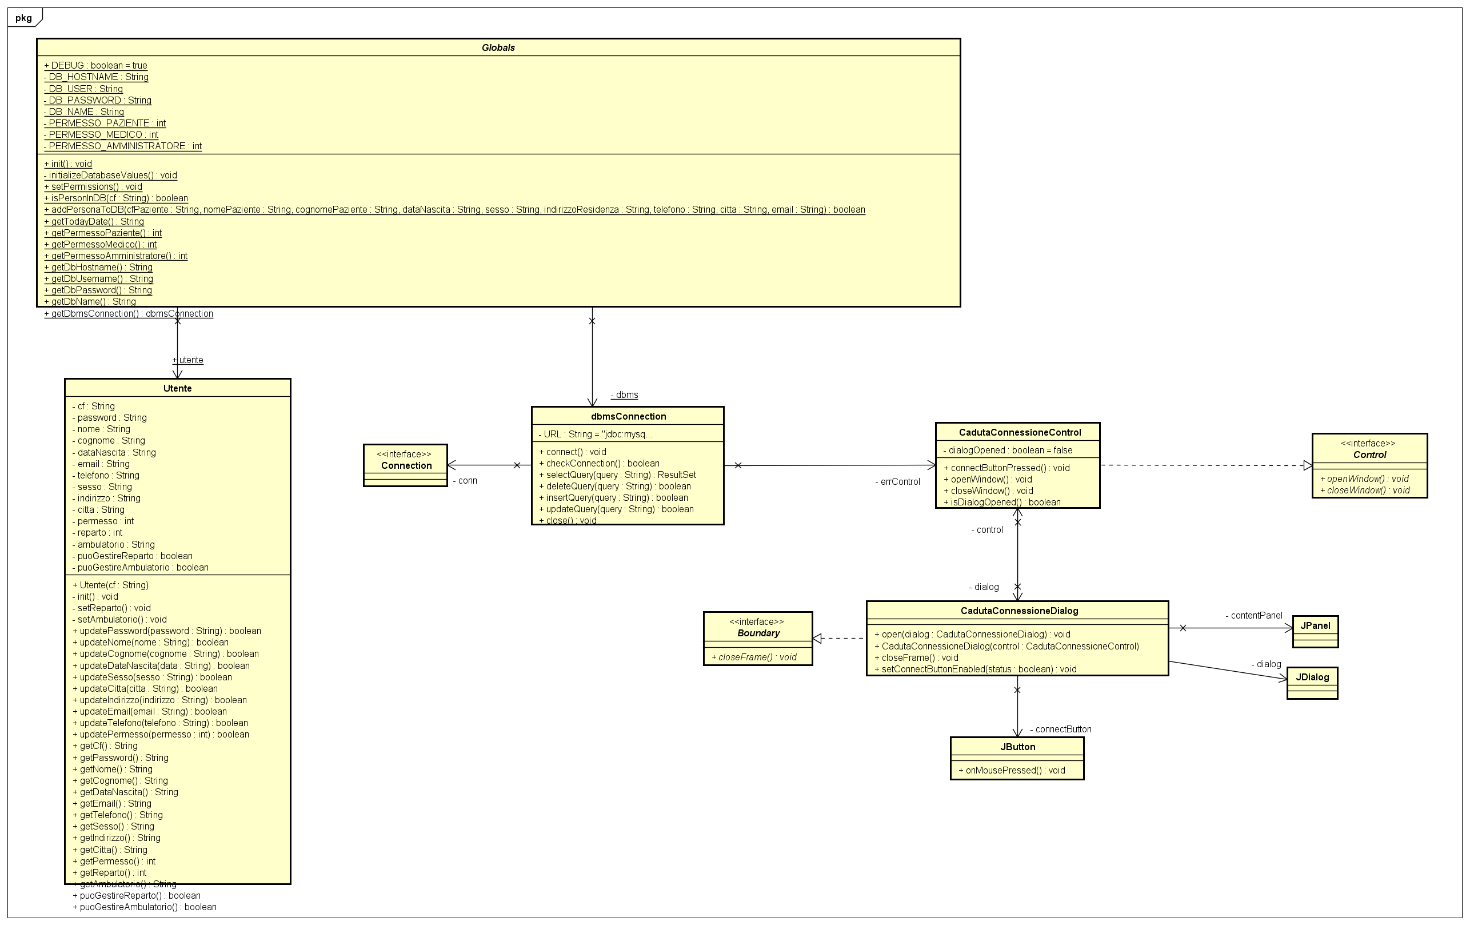 pkg
Globals
+ DEBUG : boolean = true
- DB_HOSTNAME : String
- DB_USER : String
- DB_PASSWORD : String
- DB_NAME : String
- PERMESSO_PAZIENTE : int
- PERMESSO_MEDICO : int
- PERMESSO_AMMINISTRATORE : int
+ init() : void
- initializeDatabaseValues() : void
+ setPermissions() : void
+ isPersonInDB(cf : String) : boolean
+ addPersonaToDB(cfPaziente : String, nomePaziente : String, cognomePaziente : String, dataNascita : String, sesso : String, indirizzoResidenza : String, telefono : String, citta : String, email : String) : boolean
+ getTodayDate() : String
+ getPermessoPaziente() : int
+ getPermessoMedico() : int
+ getPermessoAmministratore() : int
+ getDbHostname() : String
+ getDbUsername() : String
+ getDbPassword() : String
+ getDbName() : String
+ getDbmsConnection() : dbmsConnection
+ utente
- dbms
Utente
- cf : String
- password : String
- nome : String
- cognome : String
- dataNascita : String
- email : String
- telefono : String
- sesso : String
- indirizzo : String
- citta : String
- permesso : int
- reparto : int
- ambulatorio : String
- puoGestireReparto : boolean
- puoGestireAmbulatorio : boolean
+ Utente(cf : String)
- init() : void
- setReparto() : void
- setAmbulatorio() : void
+ updatePassword(password : String) : boolean
+ updateNome(nome : String) : boolean
+ updateCognome(cognome : String) : boolean
+ updateDataNascita(data : String) : boolean
+ updateSesso(sesso : String) : boolean
+ updateCitta(citta : String) : boolean
+ updateIndirizzo(indirizzo : String) : boolean
+ updateEmail(email : String) : boolean
+ updateTelefono(telefono : String) : boolean
+ updatePermesso(permesso : int) : boolean
+ getCf() : String
+ getPassword() : String
+ getNome() : String
+ getCognome() : String
+ getDataNascita() : String
+ getEmail() : String
+ getTelefono() : String
+ getSesso() : String
+ getIndirizzo() : String
+ getCitta() : String
+ getPermesso() : int
+ getReparto() : int
+ getAmbulatorio() : String
+ puoGestireReparto() : boolean
+ puoGestireAmbulatorio() : boolean
<<interface>>
Connection
- conn
dbmsConnection
- URL : String = "jdbc:mysq...
+ connect() : void
+ checkConnection() : boolean
+ selectQuery(query : String) : ResultSet
+ deleteQuery(query : String) : boolean
+ insertQuery(query : String) : boolean
+ updateQuery(query : String) : boolean
+ close() : void
- errControl
CadutaConnessioneControl
- dialogOpened : boolean = false
+ connectButtonPressed() : void
+ openWindow() : void
+ closeWindow() : void
+ isDialogOpened() : boolean
<<interface>>
Control
+ openWindow() : void
+ closeWindow() : void
- control
- dialog
<<interface>>
Boundary
+ closeFrame() : void
CadutaConnessioneDialog
+ open(dialog : CadutaConnessioneDialog) : void
+ CadutaConnessioneDialog(control : CadutaConnessioneControl)
+ closeFrame() : void
+ setConnectButtonEnabled(status : boolean) : void
- contentPanel
JPanel
- dialog
JDialog
- connectButton
JButton
+ onMousePressed() : void